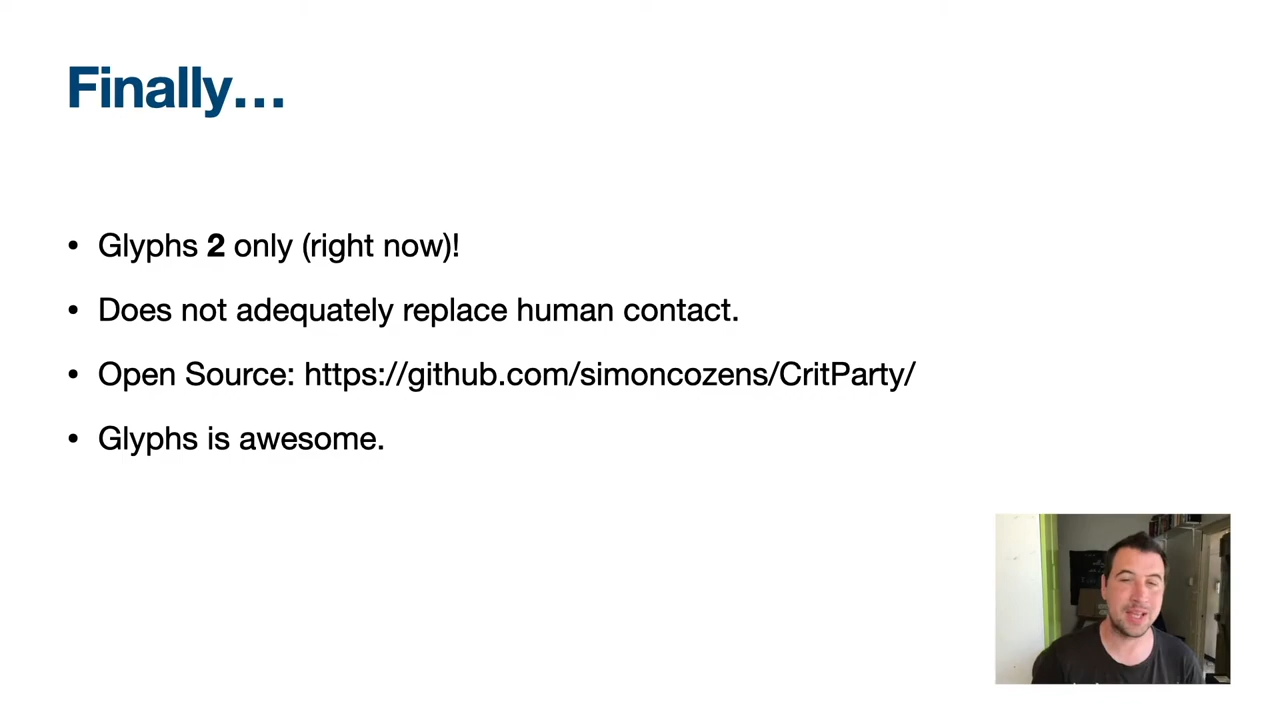 Finally…
• Glyphs 2 only (right now)!
• Does not adequately replace human contact.
• Open Source: https://github.com/simoncozens/CritParty/
• Glyphs is awesome.